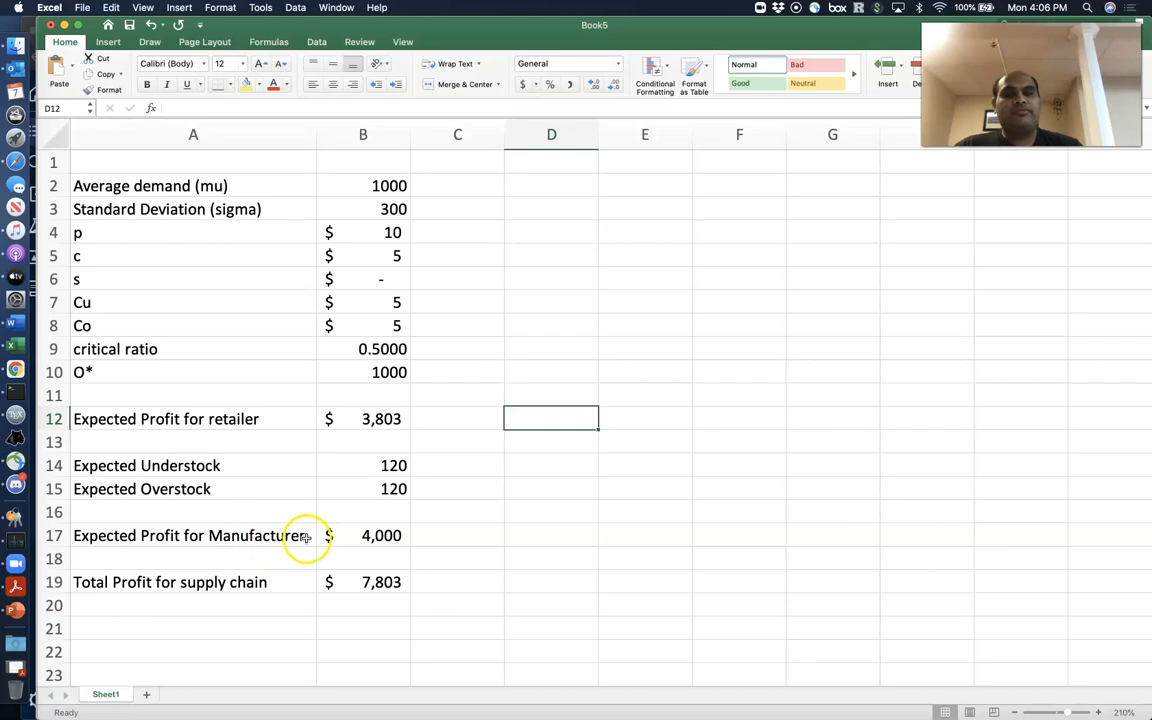 Excel File Edit View Insert Format Tools Data Window Help box 100% Mon 4:06 PM
Book5
Home Insert Draw Page Layout Formulas Data Review View
Cut Calibri (Body) 12 Wrap Text General Normal Bad
Copy
Paste Format Merge & Center Conditional Formatting Format as Table Good Neutral Insert
D12 fx
A B C D E F G
1
2 Average demand (mu) 1000
3 Standard Deviation (sigma) 300
4 p $ 10
5 c $ 5
6 s $ -
7 Cu $ 5
8 Co $ 5
9 critical ratio 0.5000
10 O* 1000
11
12 Expected Profit for retailer $ 3,803
13
14 Expected Understock 120
15 Expected Overstock 120
16
17 Expected Profit for Manufacturer $ 4,000
18
19 Total Profit for supply chain $ 7,803
20
21
22
23
Sheet1
Ready 210%